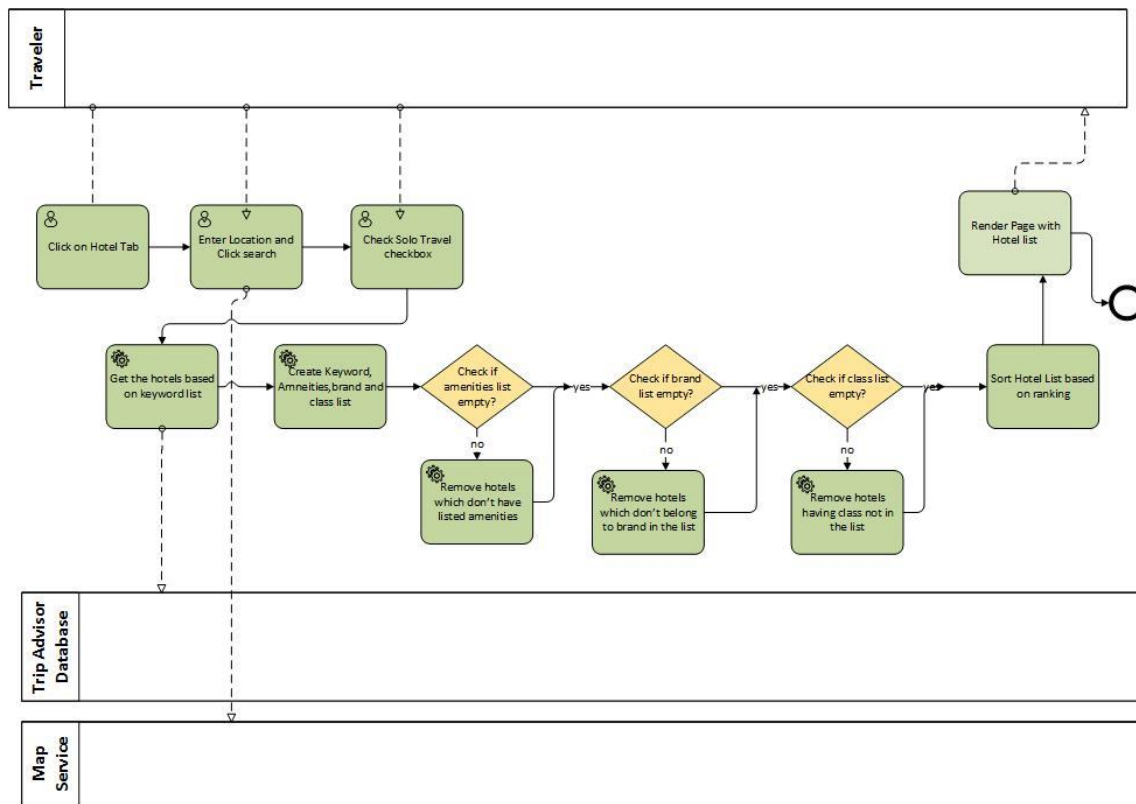 Traveler
Click on Hotel Tab
Enter Location and
Click search
Check Solo Travel
checkbox
Render Page with
Hotel list
Get the hotels based
on keyword list
Create Keyword,
Amneities,brand and
class list
Check if
amenities list
empty?
yes
Check if brand
list empty?
yes
Check if class list
empty?
yes
Sort Hotel List based
on ranking
no
no
no
Remove hotels
which don't have
listed amenities
Remove hotels
which don't belong
to brand in the list
Remove hotels
having class not in
the list
Trip Advisor
Database
Map
Service